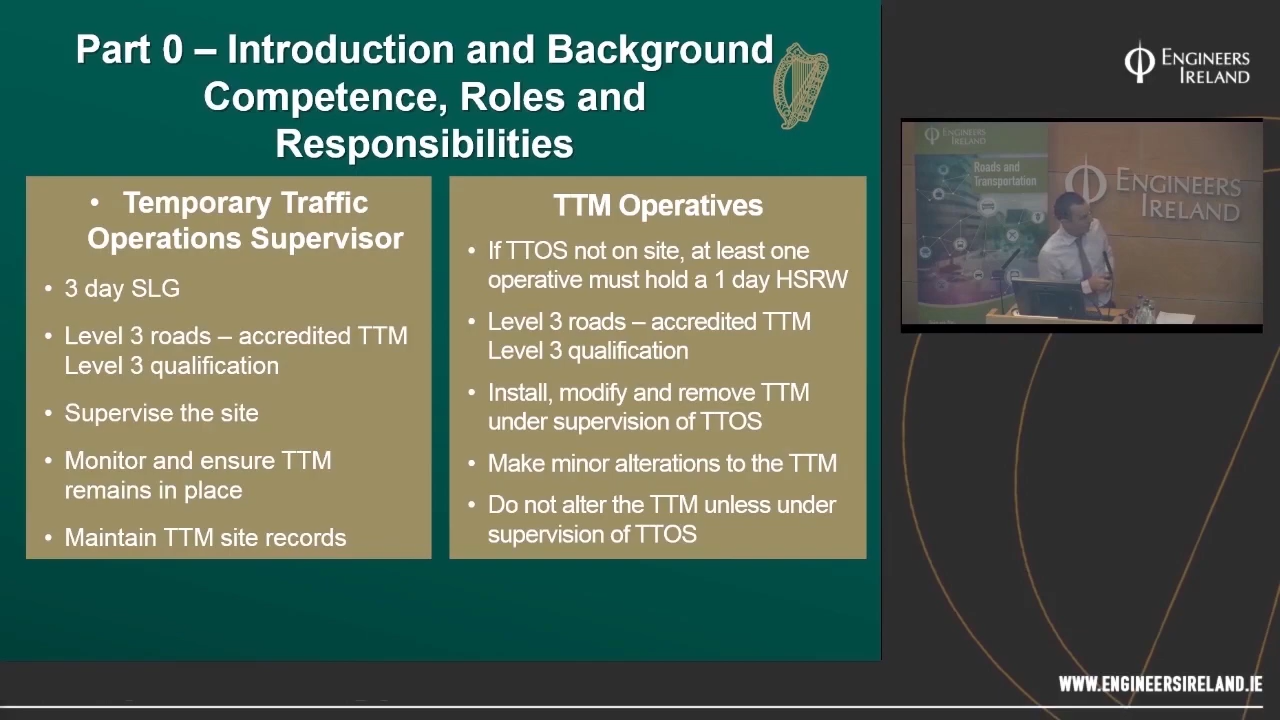 Part 0 – Introduction and Background
Competence, Roles and
Responsibilities
• Temporary Traffic
Operations Supervisor
• 3 day SLG
• Level 3 roads – accredited TTM
Level 3 qualification
• Supervise the site
• Monitor and ensure TTM
remains in place
• Maintain TTM site records
TTM Operatives
• If TTOS not on site, at least one
operative must hold a 1 day HSRW
• Level 3 roads – accredited TTM
Level 3 qualification
• Install, modify and remove TTM
under supervision of TTOS
• Make minor alterations to the TTM
• Do not alter the TTM unless under
supervision of TTOS
ENGINEERS
IRELAND
ENGINEERS
IRELAND
Roads and
Transportation
ENGINEERS
IRELAND
WWW.ENGINEERSIRELAND.IE